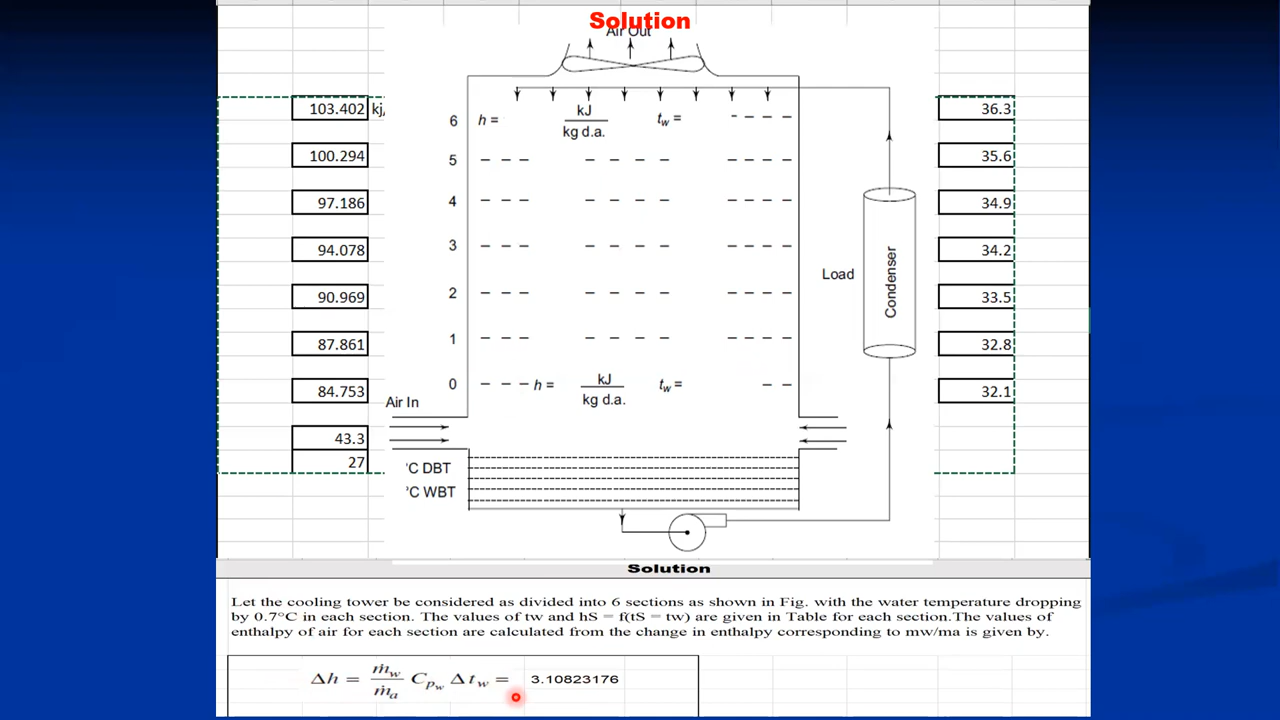 Solution
Air Out
103.402 kj/
36.3
6 h = kJ/kg d.a. tw =
100.294
5
35.6
97.186
4
34.9
94.078
3
Load
Condenser
34.2
90.969
2
33.5
87.861
1
32.8
84.753
0 h = kJ/kg d.a. tw =
32.1
Air In
43.3
27
°C DBT
°C WBT
Solution
Let the cooling tower be considered as divided into 6 sections as shown in Fig. with the water temperature dropping
by 0.7°C in each section. The values of tw and hS = f(tS = tw) are given in Table for each section.The values of
enthalpy of air for each section are calculated from the change in enthalpy corresponding to mw/ma is given by.
Δh = ṁw/ṁa Cpw Δtw = 3.10823176